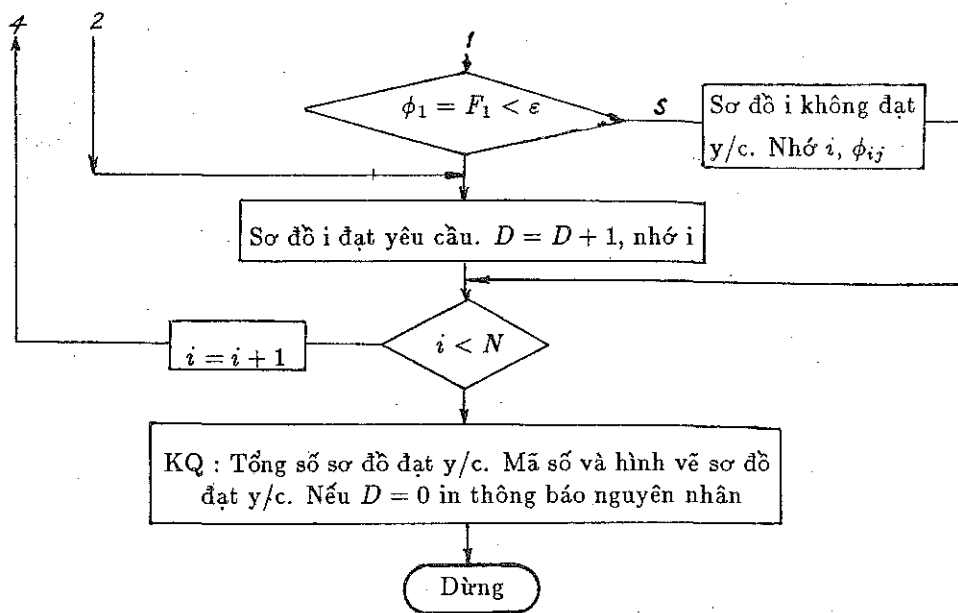 4
2
1
ϕ₁ = F₁ < ε
S
Sơ đồ i không đạt
y/c. Nhớ i, ϕᵢⱼ
Sơ đồ i đạt yêu cầu. D = D + 1, nhớ i
i = i + 1
i < N
KQ : Tổng số sơ đồ đạt y/c. Mã số và hình vẽ sơ đồ
đạt y/c. Nếu D = 0 in thông báo nguyên nhân
Dừng